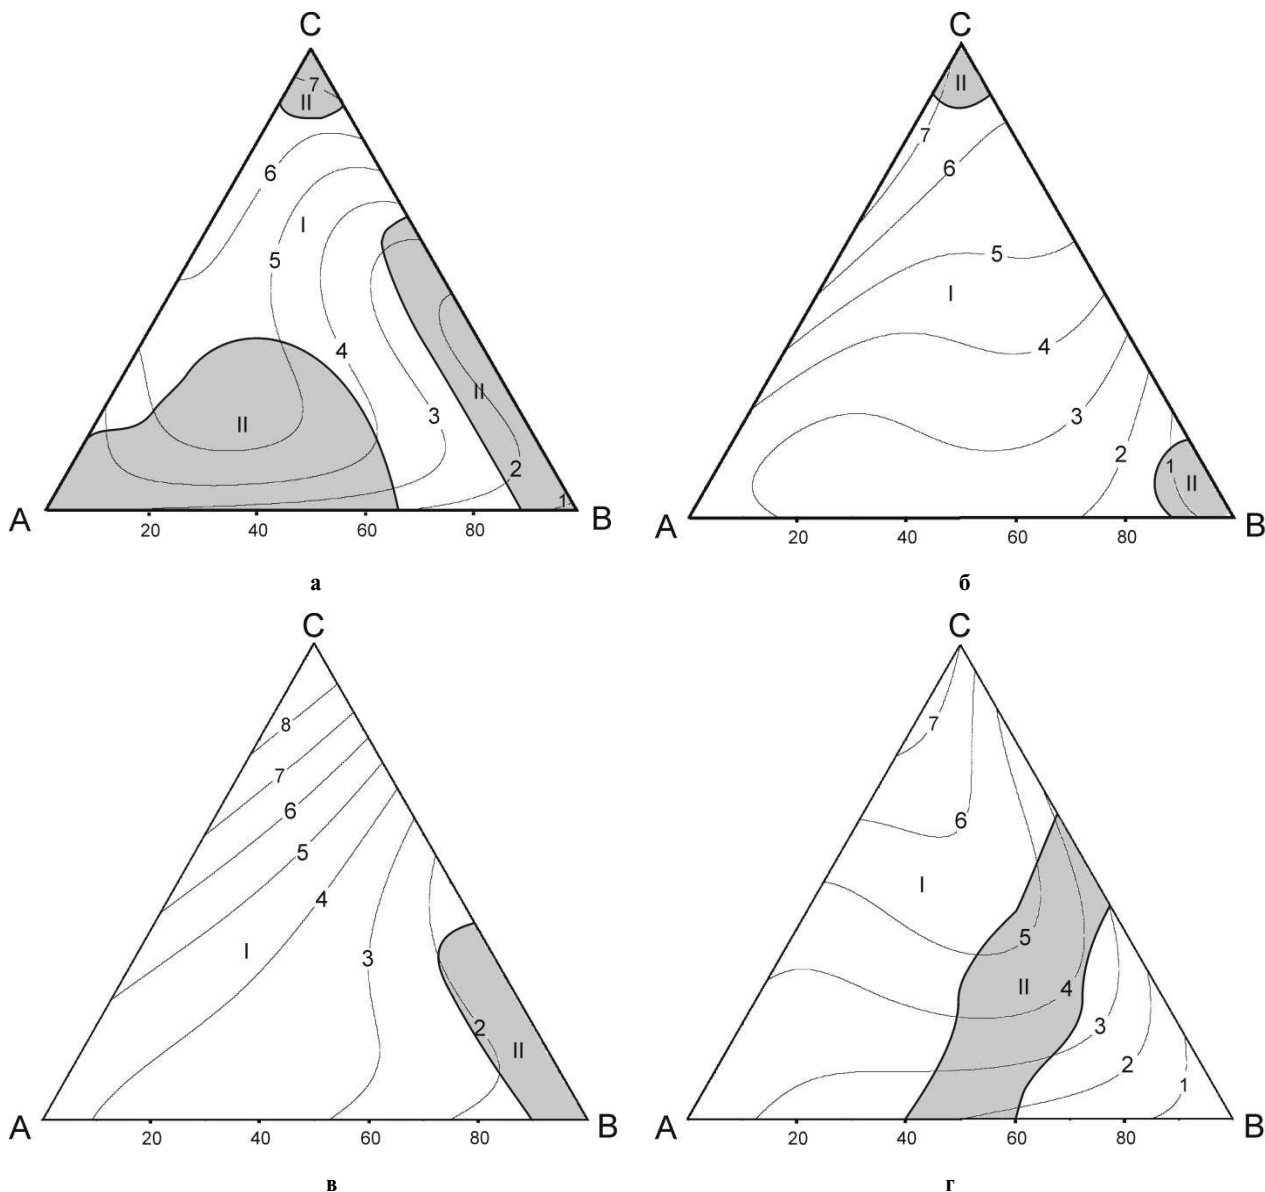 C C
7 II II
7
6 6
I
5 5
I
4 4
3 II 3
II 2
2 1 II
1
A B A B
20 40 60 80 20 40 60 80
а б
C C
8 7
7
6 6
5
4 I
I 3 5
II 4
2 II 3
2
1
A B A B
20 40 60 80 20 40 60 80
в г